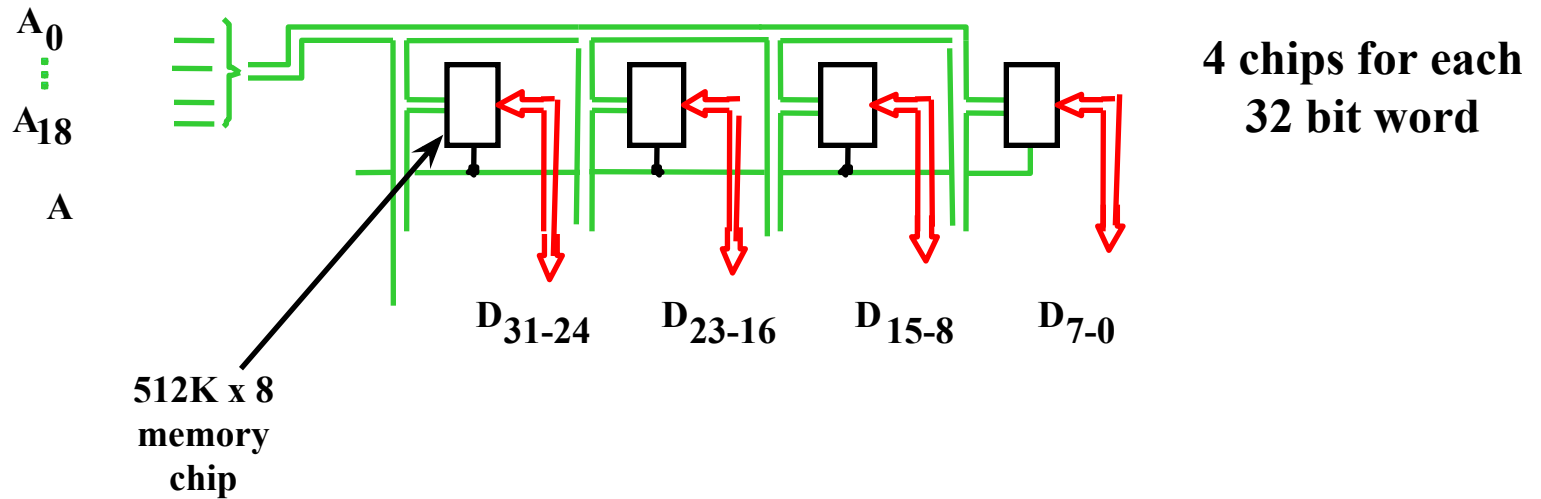 A0
A18
A
4 chips for each
32 bit word
D31-24
D23-16
D15-8
D7-0
512K x 8
memory
chip